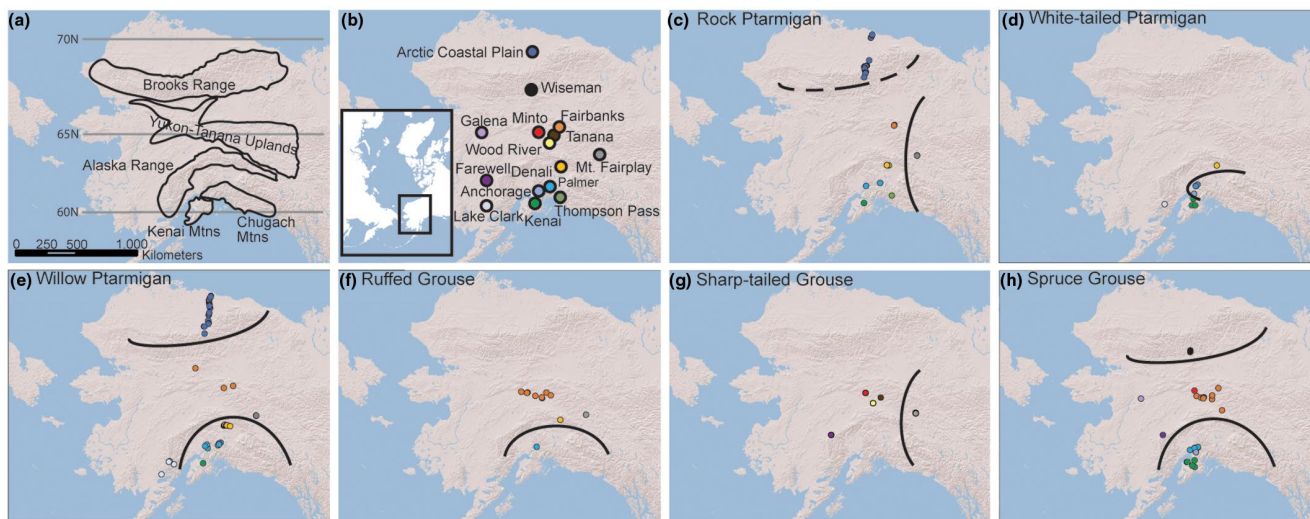 (a)
70N
Brooks Range
Yukon-Tanana Uplands
65N
Alaska Range
60N
Kenai Mtns
Chugach
Mtns
0 250 500 1,000
Kilometers
(b)
Arctic Coastal Plain
Wiseman
Galena
Minto
Fairbanks
Tanana
Wood River
Mt. Fairplay
Farewell
Denali
Palmer
Anchorage
Lake Clark
Kenai
Thompson Pass
(c) Rock Ptarmigan
(d) White-tailed Ptarmigan
(e) Willow Ptarmigan
(f) Ruffed Grouse
(g) Sharp-tailed Grouse
(h) Spruce Grouse